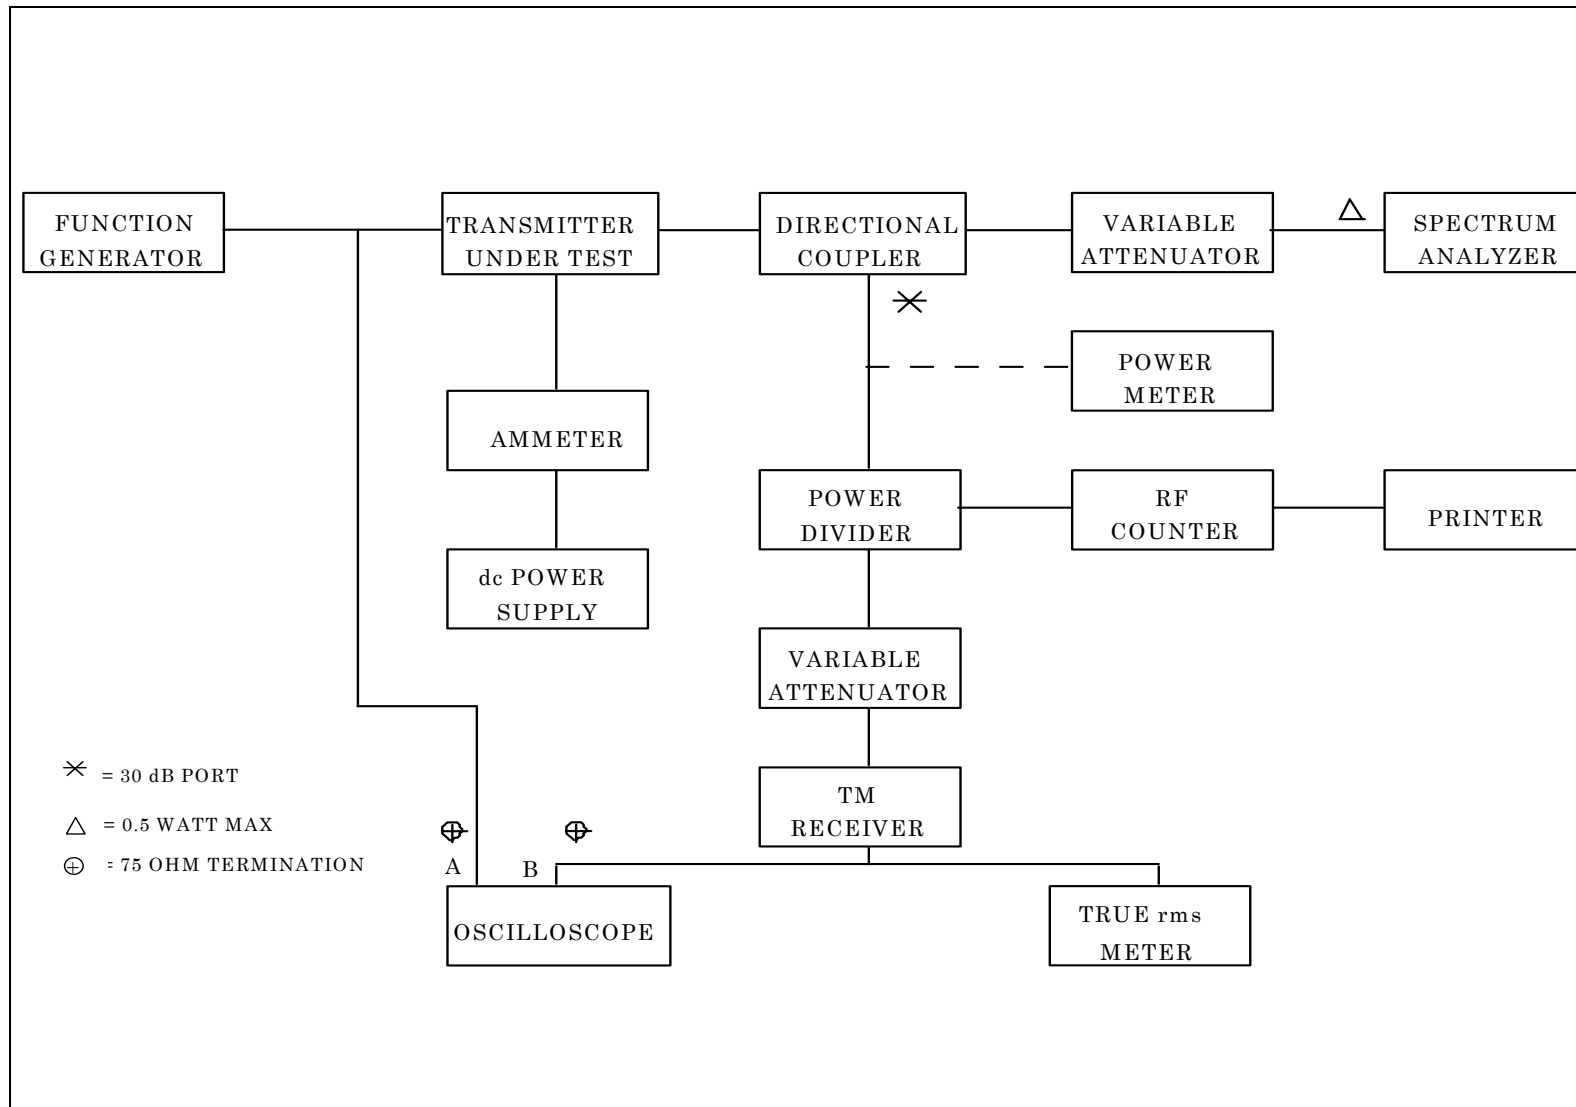 FUNCTION
GENERATOR
TRANSMITTER
UNDER TEST
DIRECTIONAL
COUPLER
VARIABLE
ATTENUATOR
SPECTRUM
ANALYZER
POWER
METER
AMMETER
POWER
DIVIDER
RF
COUNTER
PRINTER
dc POWER
SUPPLY
VARIABLE
ATTENUATOR
= 30 dB PORT
= 0.5 WATT MAX
= 75 OHM TERMINATION
TM
RECEIVER
A
B
OSCILLOSCOPE
TRUE rms
METER